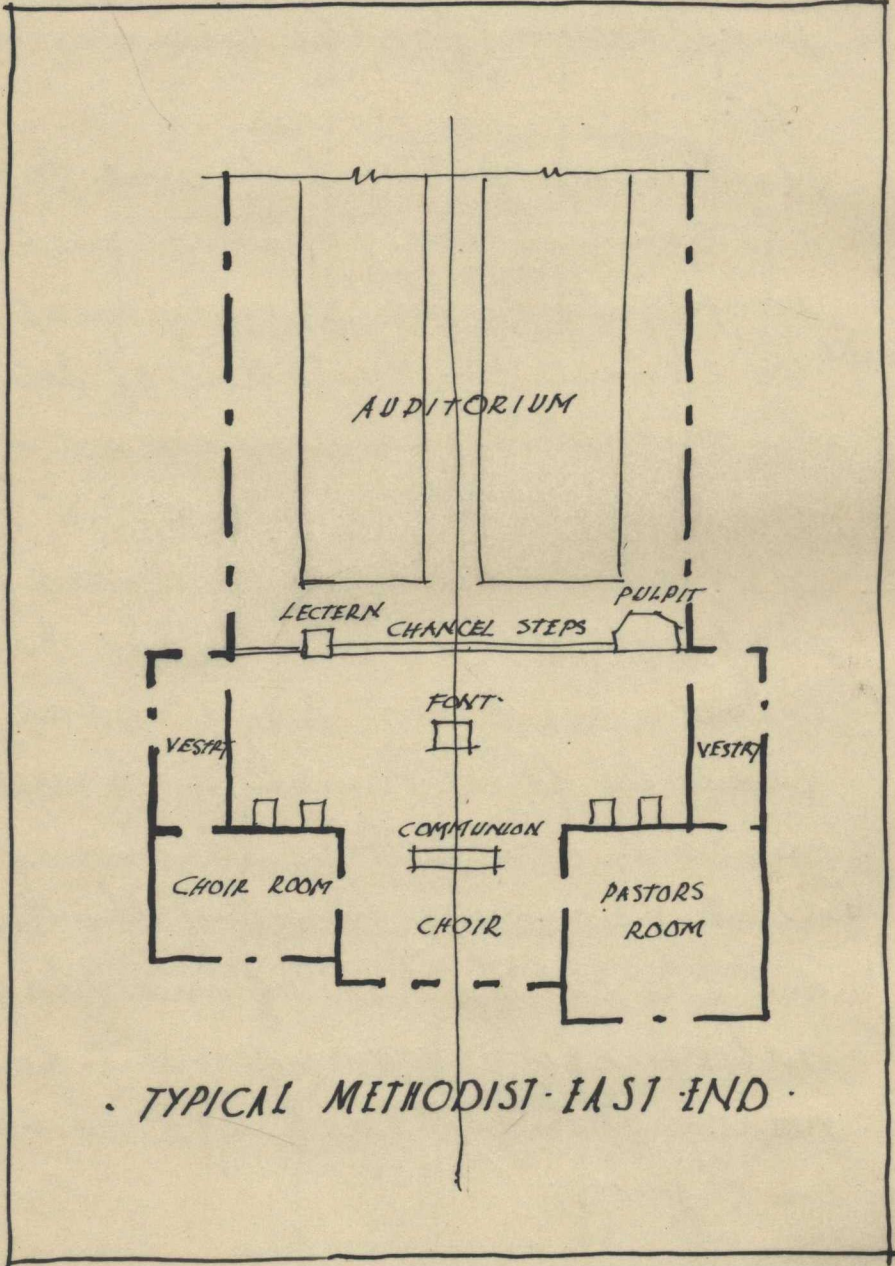 AUDITORIUM
LECTERN
PULPIT
CHANCEL STEPS
FONT
VESTRY
VESTRY
COMMUNION
CHOIR ROOM
PASTORS
ROOM
CHOIR
· TYPICAL METHODIST · EAST · END ·